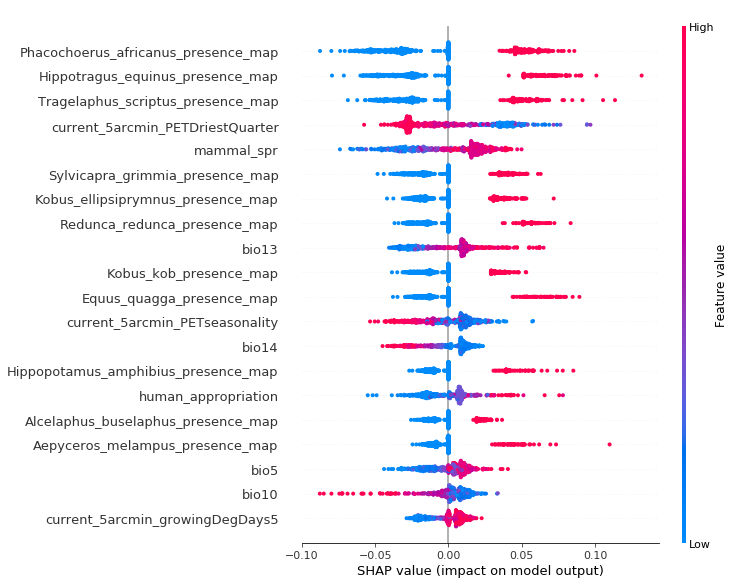 High
Phacochoerus_africanus_presence_map
Hippotragus_equinus_presence_map
Tragelaphus_scriptus_presence_map
current_5arcmin_PETDriestQuarter
mammal_spr
Sylvicapra_grimmia_presence_map
Kobus_ellipsiprymnus_presence_map
Redunca_redunca_presence_map
bio13
Kobus_kob_presence_map
Equus_quagga_presence_map
current_5arcmin_PETseasonality
bio14
Hippopotamus_amphibius_presence_map
human_appropriation
Alcelaphus_buselaphus_presence_map
Aepyceros_melampus_presence_map
bio5
bio10
current_5arcmin_growingDegDays5
Feature value
Low
−0.10 −0.05 0.00 0.05 0.10
SHAP value (impact on model output)